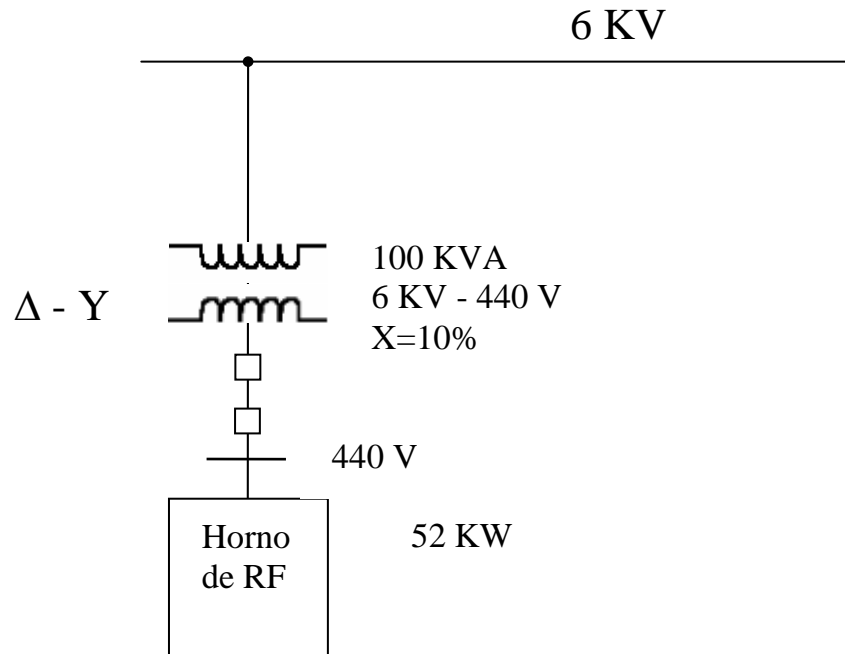 6 KV
100 KVA
Δ - Y
6 KV - 440 V
X=10%
440 V
Horno
52 KW
de RF